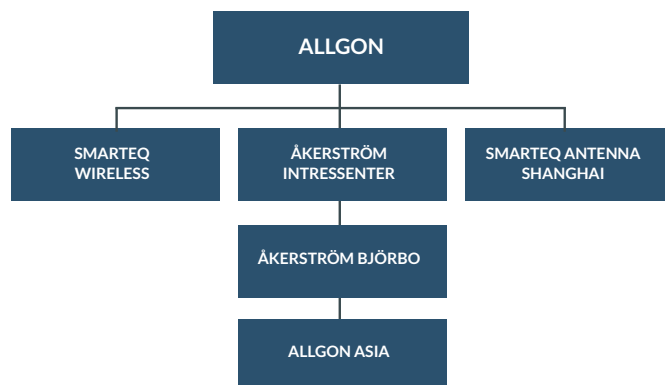 ALLGON
SMARTEQ
WIRELESS
ÅKERSTRÖM
INTRESSENTER
SMARTEQ ANTENNA
SHANGHAI
ÅKERSTRÖM BJÖRBO
ALLGON ASIA